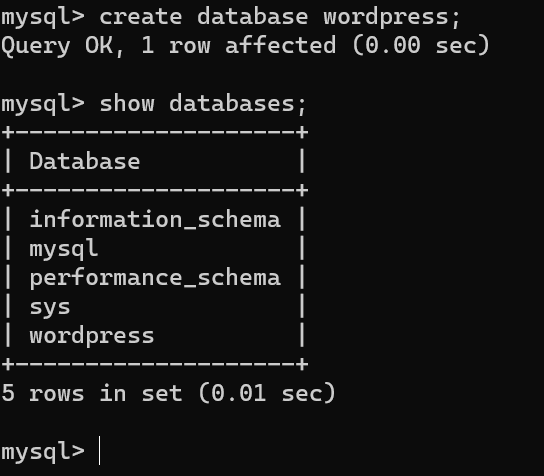 mysql> create database wordpress;
Query OK, 1 row affected (0.00 sec)

mysql> show databases;
+--------------------+
| Database           |
+--------------------+
| information_schema |
| mysql              |
| performance_schema |
| sys                |
| wordpress          |
+--------------------+
5 rows in set (0.01 sec)

mysql>